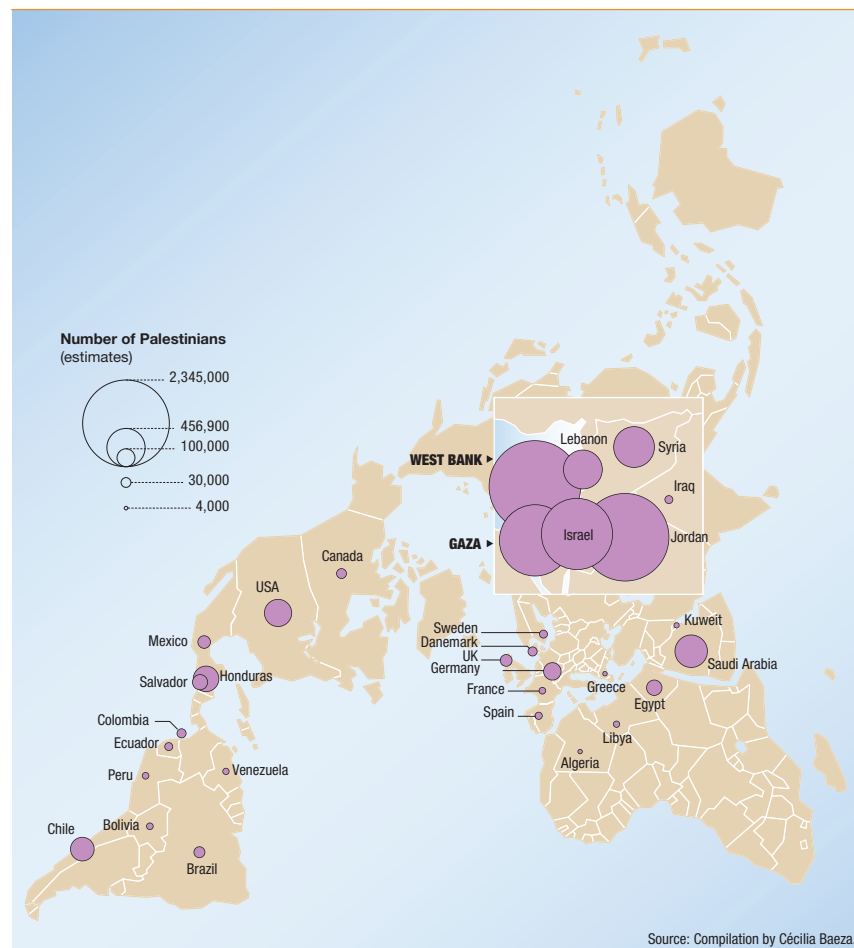 Number of Palestinians
(estimates)
2,345,000
456,900
100,000
30,000
4,000
Lebanon
Syria
WEST BANK
Iraq
GAZA
Israel
Jordan
Canada
USA
Mexico
Honduras
Salvador
Colombia
Ecuador
Peru
Venezuela
Bolivia
Chile
Brazil
Sweden
Danemark
UK
Germany
France
Spain
Greece
Kuweit
Saudi Arabia
Egypt
Libya
Algeria
Source: Compilation by Cécilia Baeza